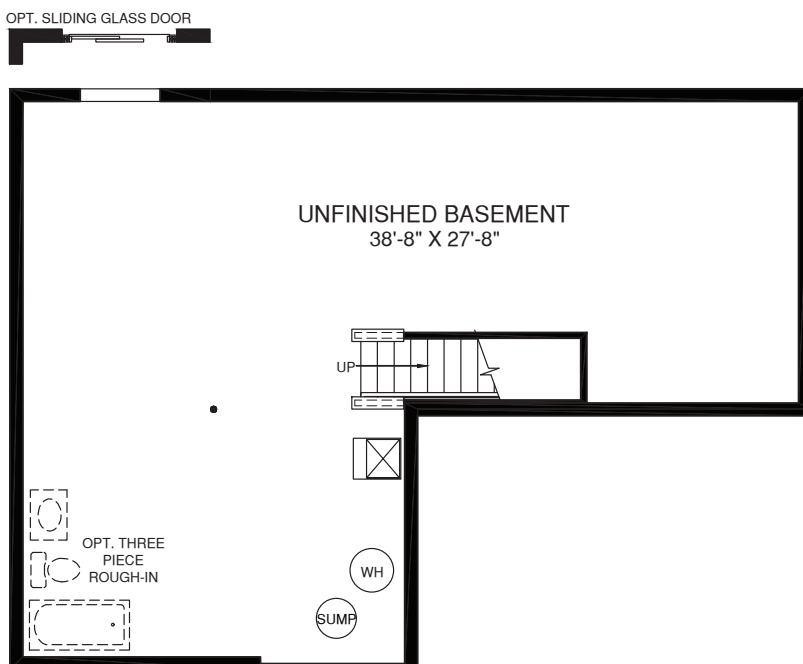 OPT. SLIDING GLASS DOOR
UNFINISHED BASEMENT
38'-8" X 27'-8"
UP
OPT. THREE
PIECE
ROUGH-IN
WH
SUMP